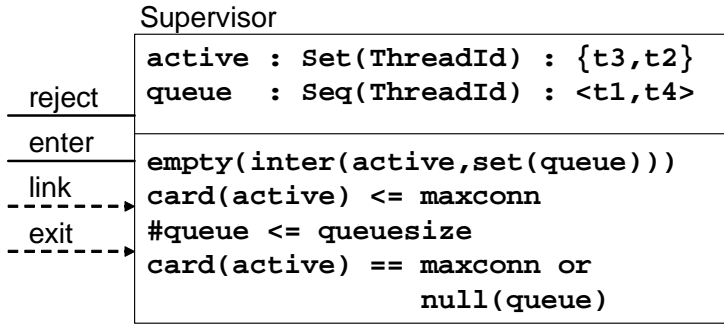 Supervisor
active : Set(ThreadId) : {t3,t2}
queue : Seq(ThreadId) : <t1,t4>
reject
enter
link
exit
empty(inter(active,set(queue)))
card(active) <= maxconn
#queue <= queuesize
card(active) == maxconn or
null(queue)